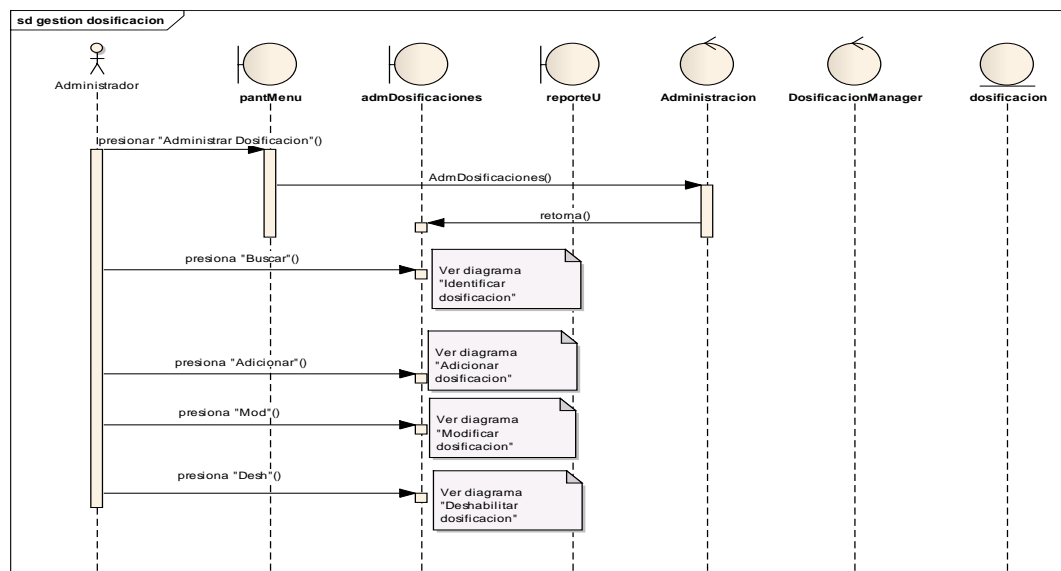 sd gestion dosificacion
Administrador
pantMenu
admDosificaciones
reporteU
Administracion
DosificacionManager
dosificacion
presionar "Administrar Dosificacion"()
AdmDosificaciones()
retorna()
presiona "Buscar"()
Ver diagrama
"Identificar
dosificacion"
presiona "Adicionar"()
Ver diagrama
"Adicionar
dosificacion"
presiona "Mod"()
Ver diagrama
"Modificar
dosificacion"
presiona "Desh"()
Ver diagrama
"Deshabilitar
dosificacion"